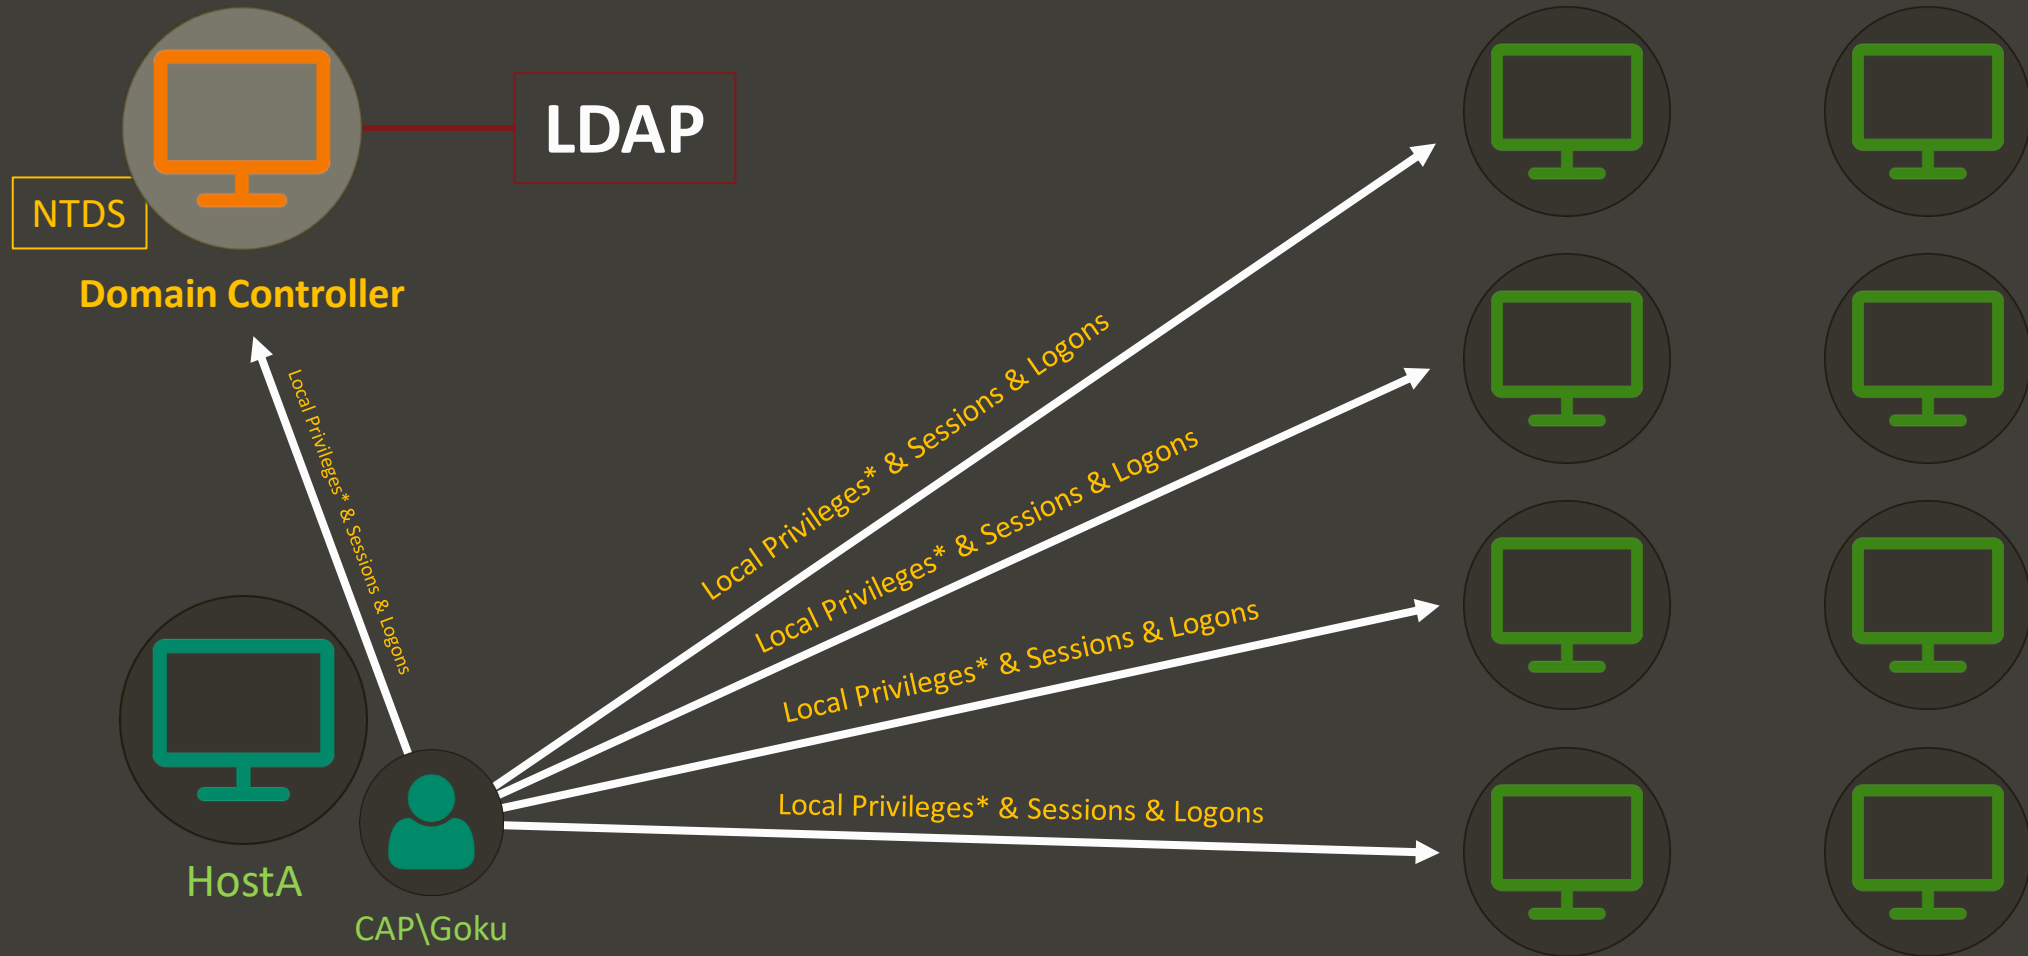 LDAP
NTDS
Domain Controller
Local Privileges* & Sessions & Logons
Local Privileges* & Sessions & Logons
Local Privileges* & Sessions & Logons
Local Privileges* & Sessions & Logons
Local Privileges* & Sessions & Logons
HostA
CAP\Goku